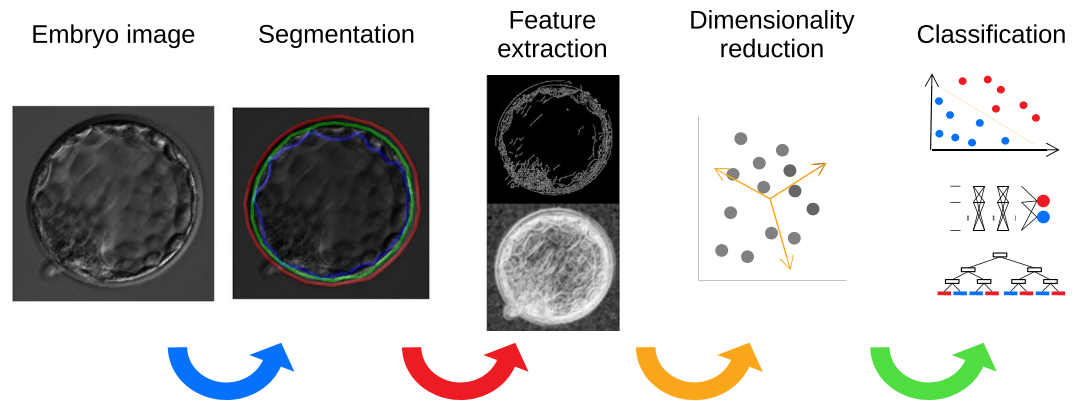 Embryo image
Segmentation
Feature
extraction
Dimensionality
reduction
Classification